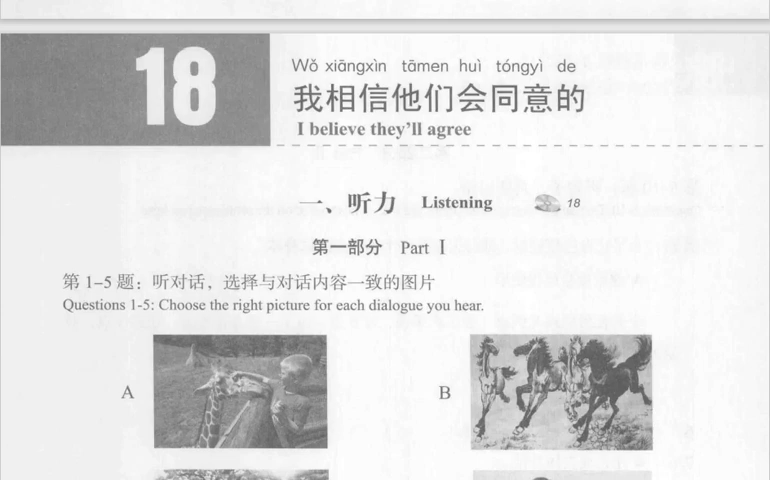 18
Wǒ xiāngxìn tāmen huì tóngyì de
我相信他们会同意的
I believe they'll agree
一、听力 Listening 18
第一部分 Part I
第 1-5 题：听对话，选择与对话内容一致的图片
Questions 1-5: Choose the right picture for each dialogue you hear.
A
B